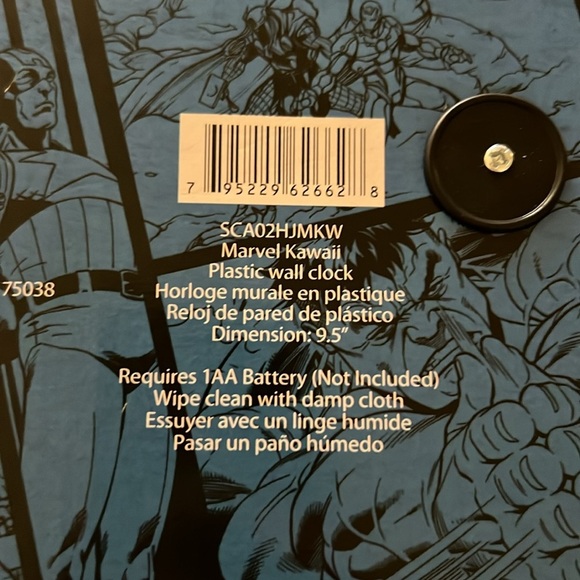 7 95229 62662 8
SCA02HJMKW
Marvel Kawaii
Plastic wall clock
75038
Horloge murale en plastique
Reloj de pared de plástico
Dimension: 9.5"
Requires 1AA Battery (Not Included)
Wipe clean with damp cloth
Essuyer avec un linge humide
Pasar un paño húmedo